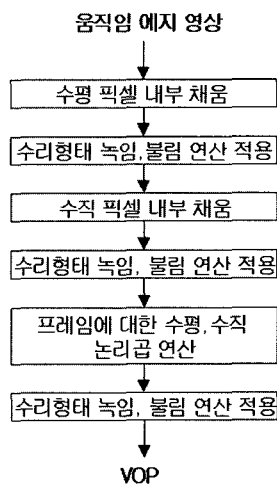 움직임 에지 영상
수평 픽셀 내부 채움
수리형태 녹임, 불림 연산 적용
수직 픽셀 내부 채움
수리형태 녹임, 불림 연산 적용
프레임에 대한 수평, 수직
논리곱 연산
수리형태 녹임, 불림 연산 적용
VOP